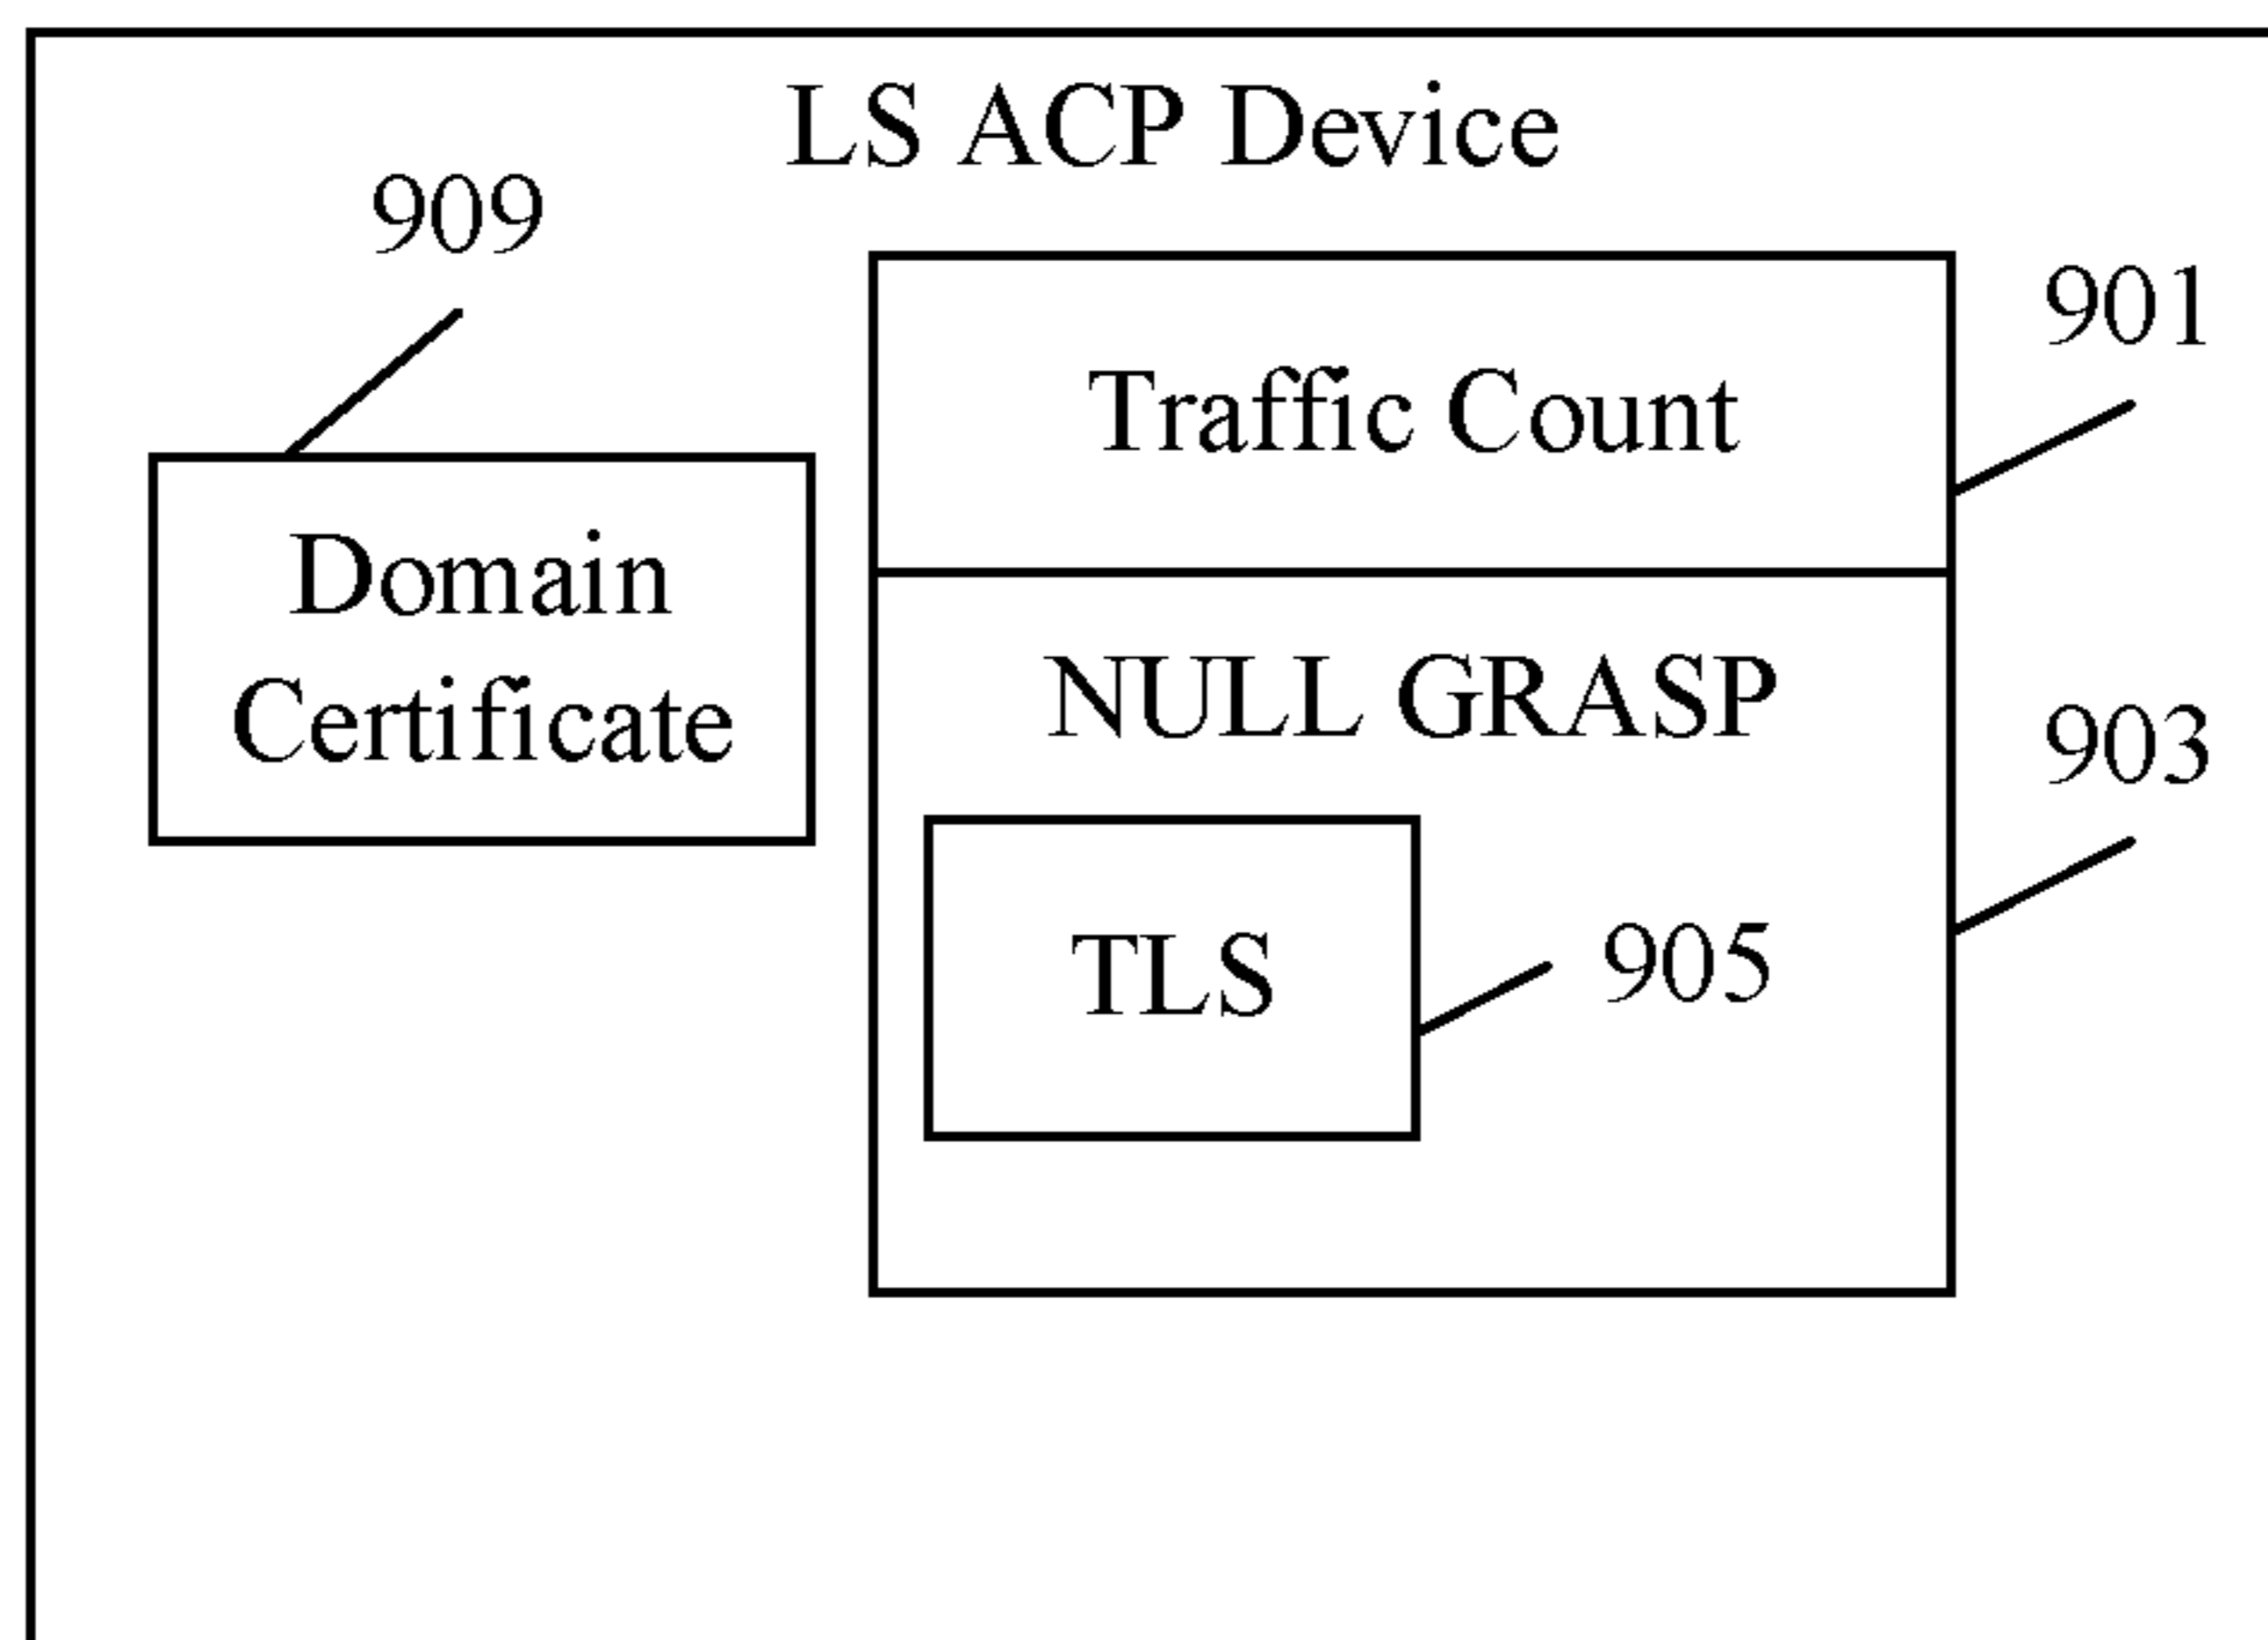 LS ACP Device
909
901
Traffic Count
Domain
Certificate
NULL GRASP
903
TLS
905